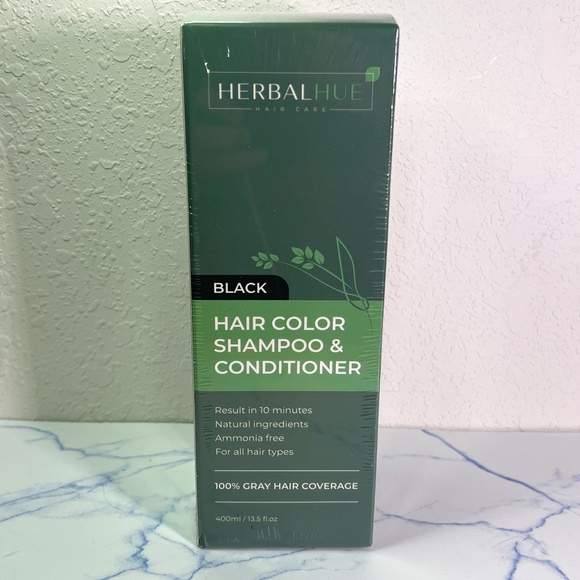 HERBALHUE
HAIR CARE
BLACK
HAIR COLOR
SHAMPOO &
CONDITIONER
Result in 10 minutes
Natural ingredients
Ammonia free
For all hair types
100% GRAY HAIR COVERAGE
400ml / 13.5 fl.oz